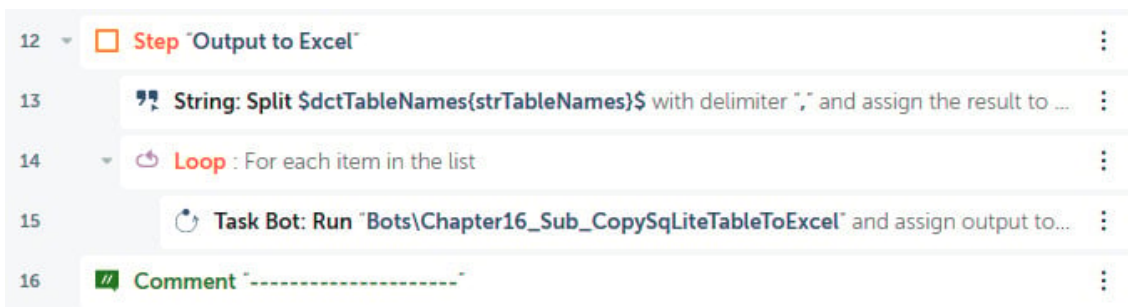 12 Step "Output to Excel"
13 String: Split $dctTableNames{strTableNames}$ with delimiter "," and assign the result to ...
14 Loop : For each item in the list
15 Task Bot: Run "Bots\Chapter16_Sub_CopySqLiteTableToExcel" and assign output to...
16 // Comment "---------------------"